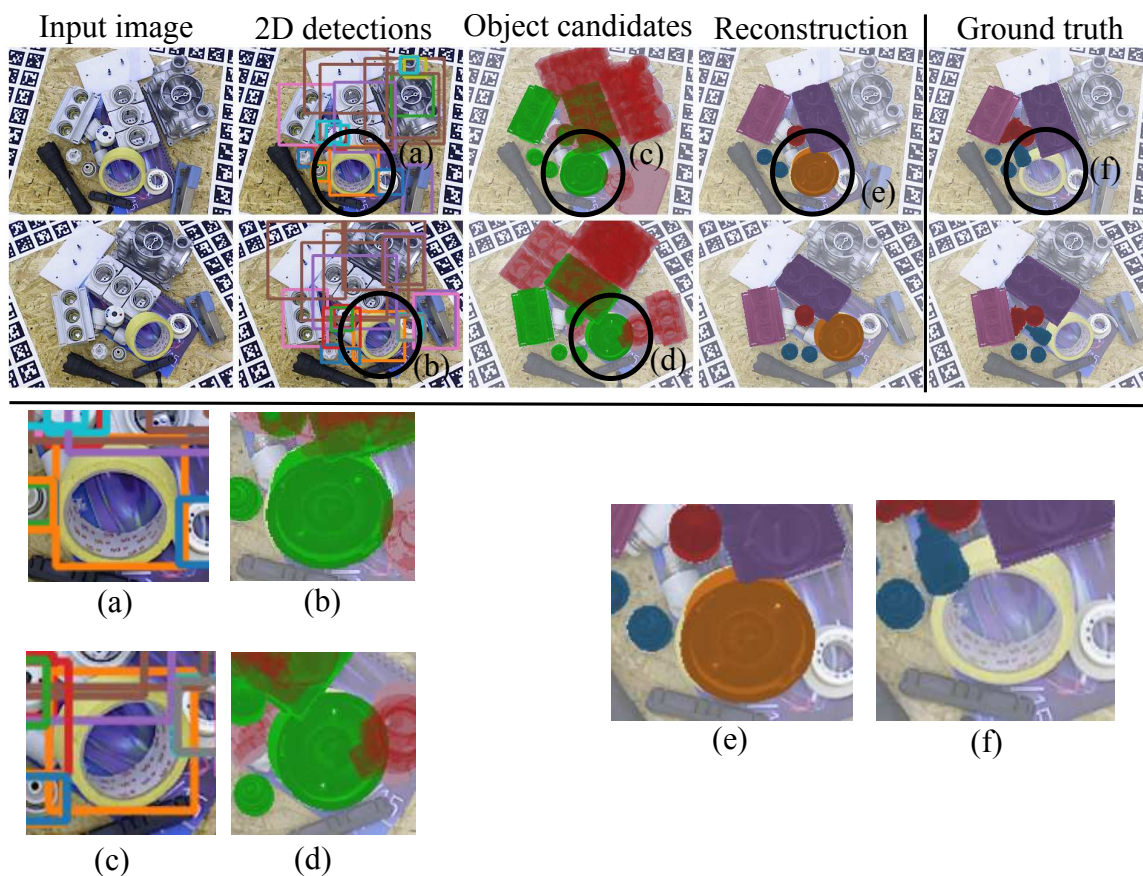 Input image 2D detections Object candidates Reconstruction Ground truth
(a) (c) (e) (f)
(b) (d)
(a) (b)
(e) (f)
(c) (d)